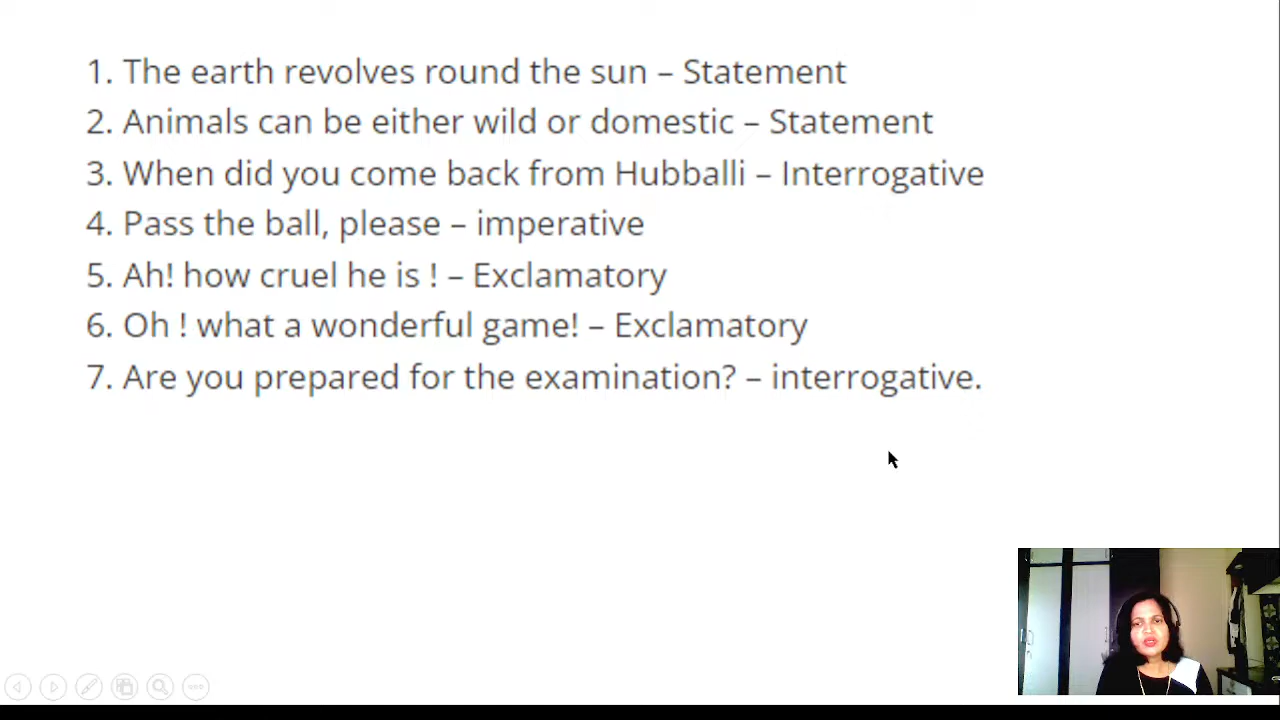 1. The earth revolves round the sun – Statement
2. Animals can be either wild or domestic – Statement
3. When did you come back from Hubballi – Interrogative
4. Pass the ball, please – imperative
5. Ah! how cruel he is ! – Exclamatory
6. Oh ! what a wonderful game! – Exclamatory
7. Are you prepared for the examination? – interrogative.